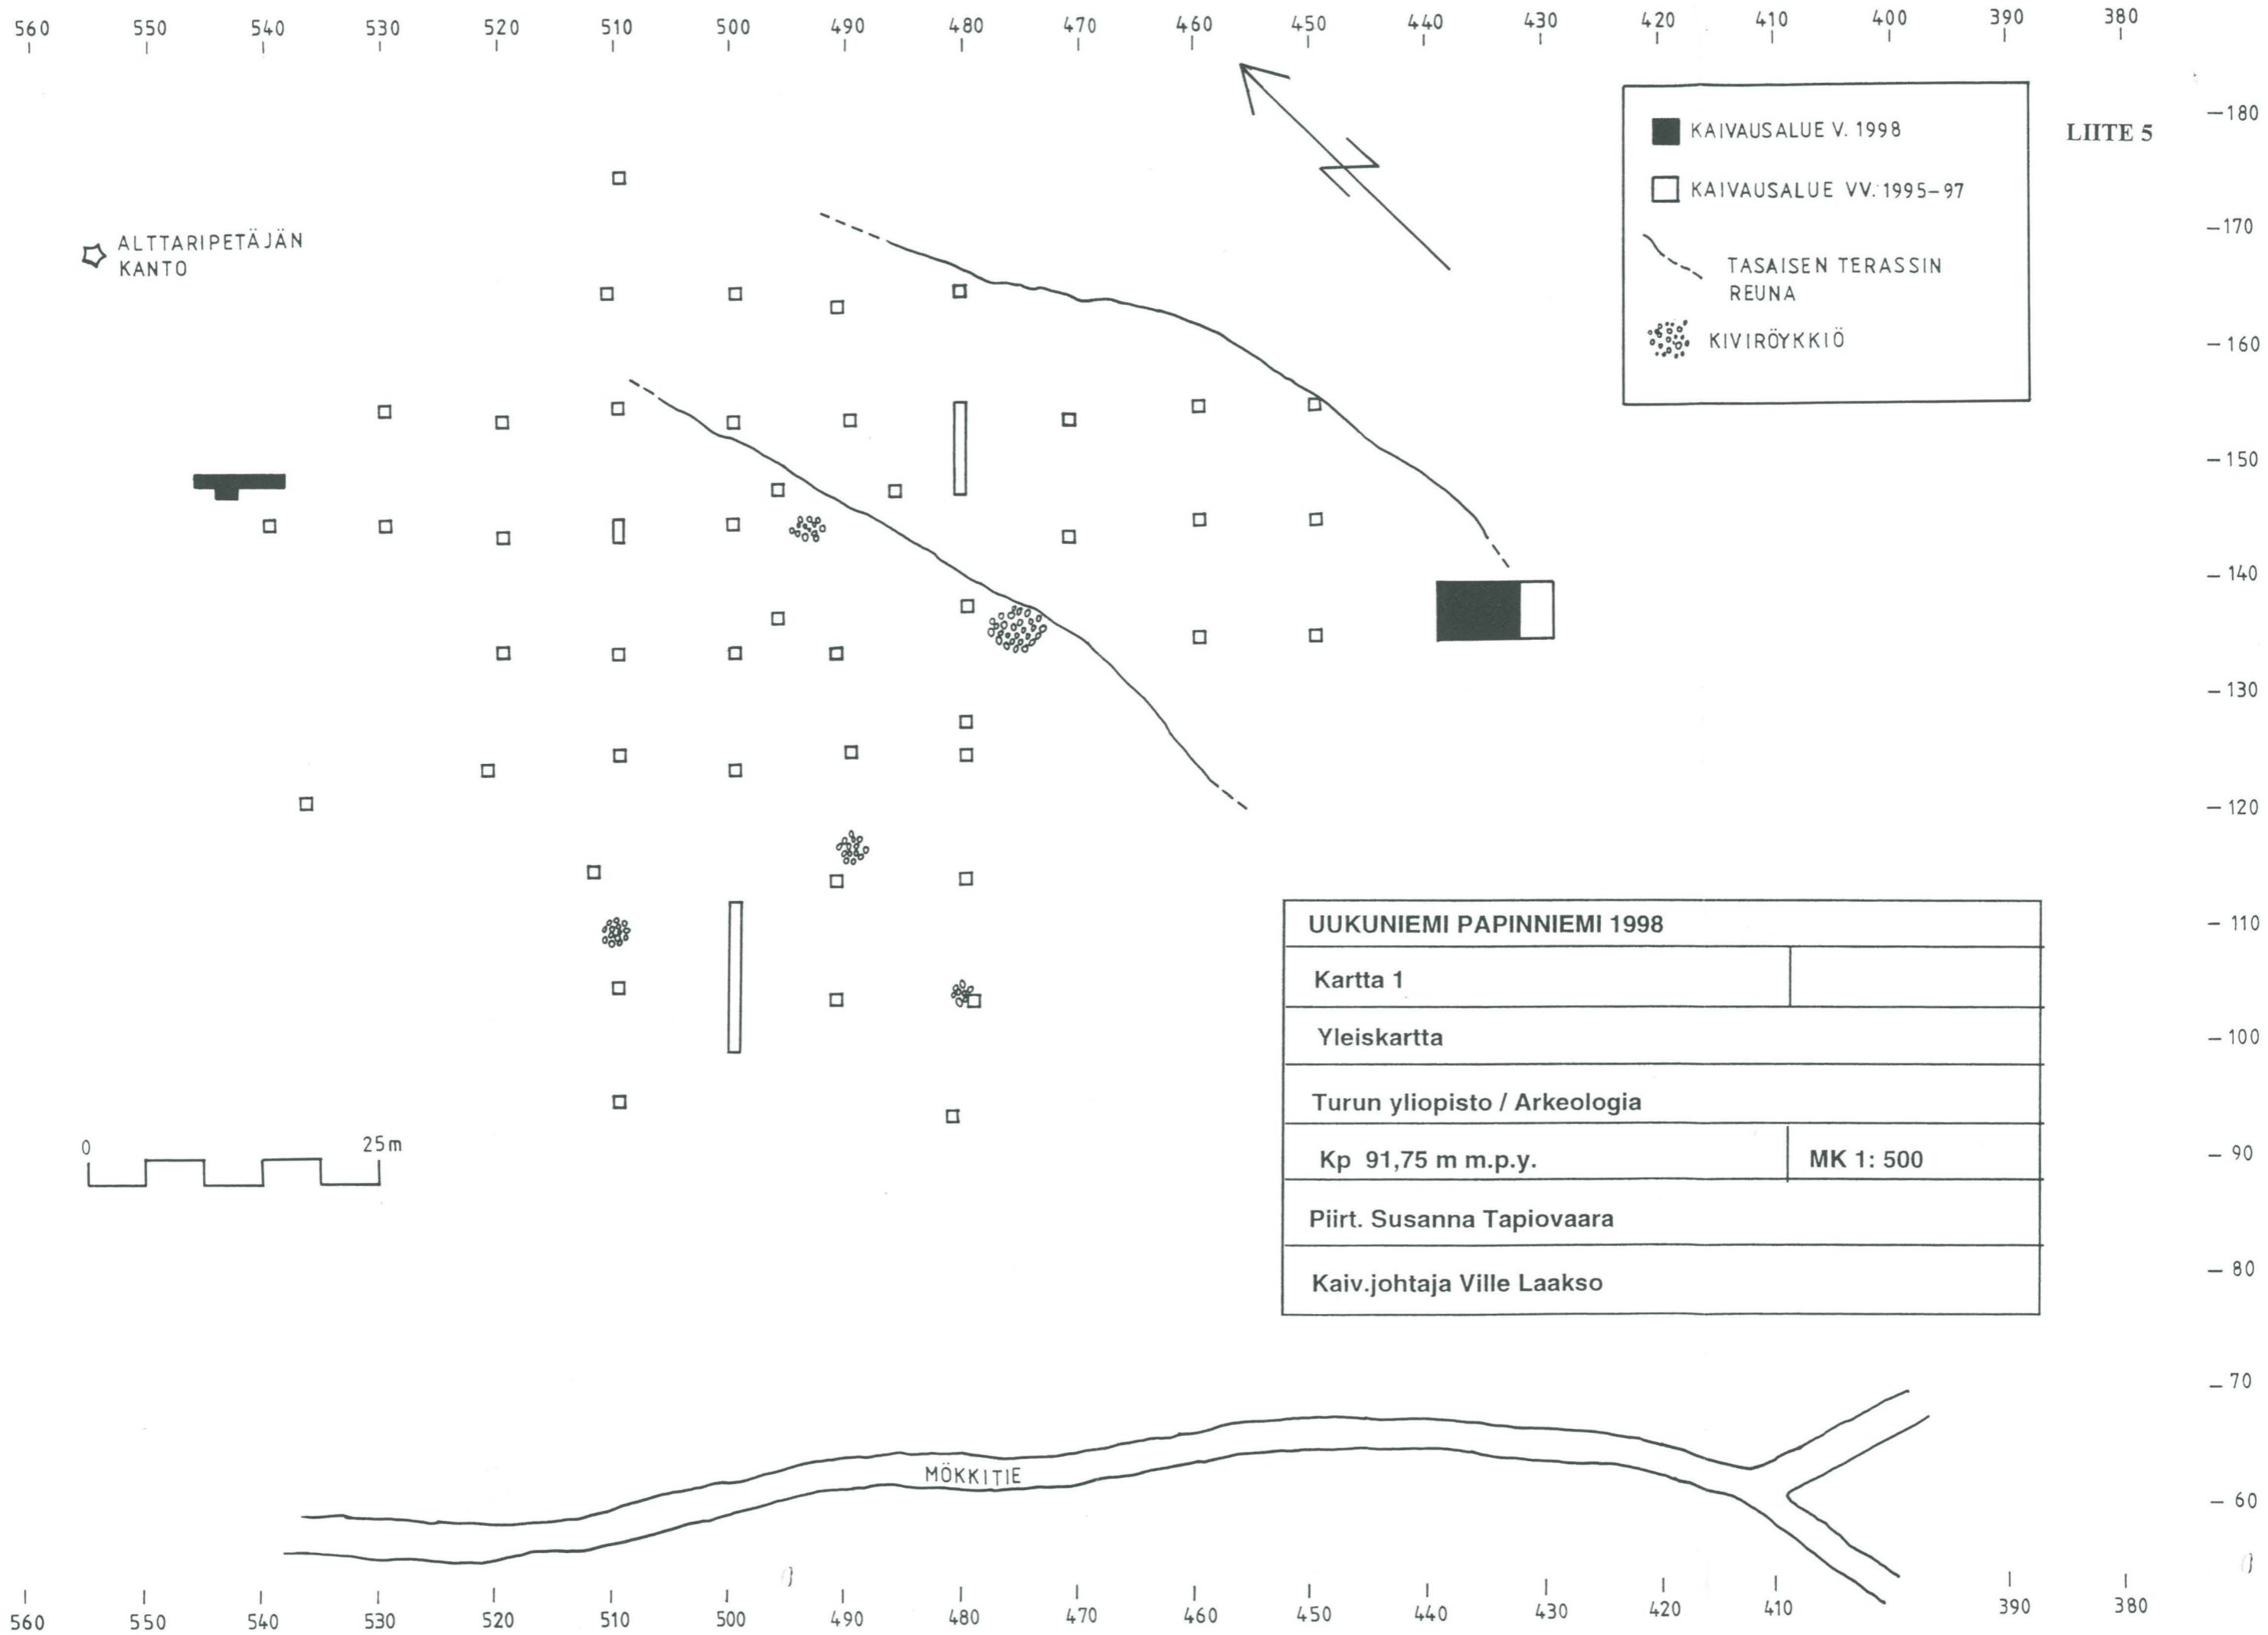 560 550 540 530 520 510 500 490 480 470 460 450 440 430 420 410 400 390 380
KAIVAUSALUE V. 1998
KAIVAUSALUE VV. 1995-97
TASAISEN TERASSIN
REUNA
KIVIRÖYKKIÖ
LIITE 5
180
170
160
150
140
130
120
110
100
90
80
70
60
ALTTARIPETÄJÄN
KANTO
0 25m
UUKUNIEMI PAPINNIEMI 1998
Kartta 1
Yleiskartta
Turun yliopisto / Arkeologia
Kp 91,75 m m.p.y. MK 1: 500
Piirt. Susanna Tapiovaara
Kaiv.johtaja Ville Laakso
MÖKKITIE
560 550 540 530 520 510 500 490 480 470 460 450 440 430 420 410 390 380